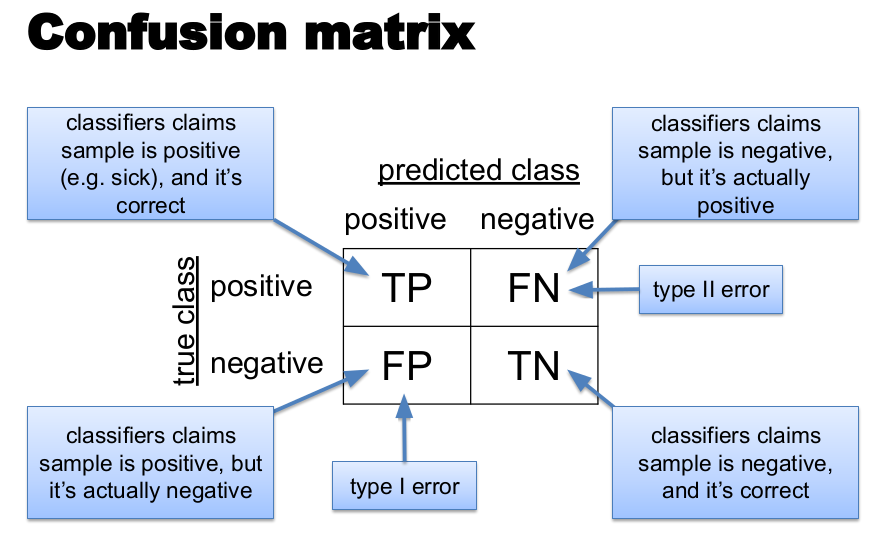 Confusion matrix
classifiers claims
sample is positive
(e.g. sick), and it's
correct
classifiers claims
sample is negative,
but it's actually
positive
predicted class
positive negative
true class
positive TP FN
type II error
negative FP TN
classifiers claims
sample is positive, but
it's actually negative
type I error
classifiers claims
sample is negative,
and it's correct